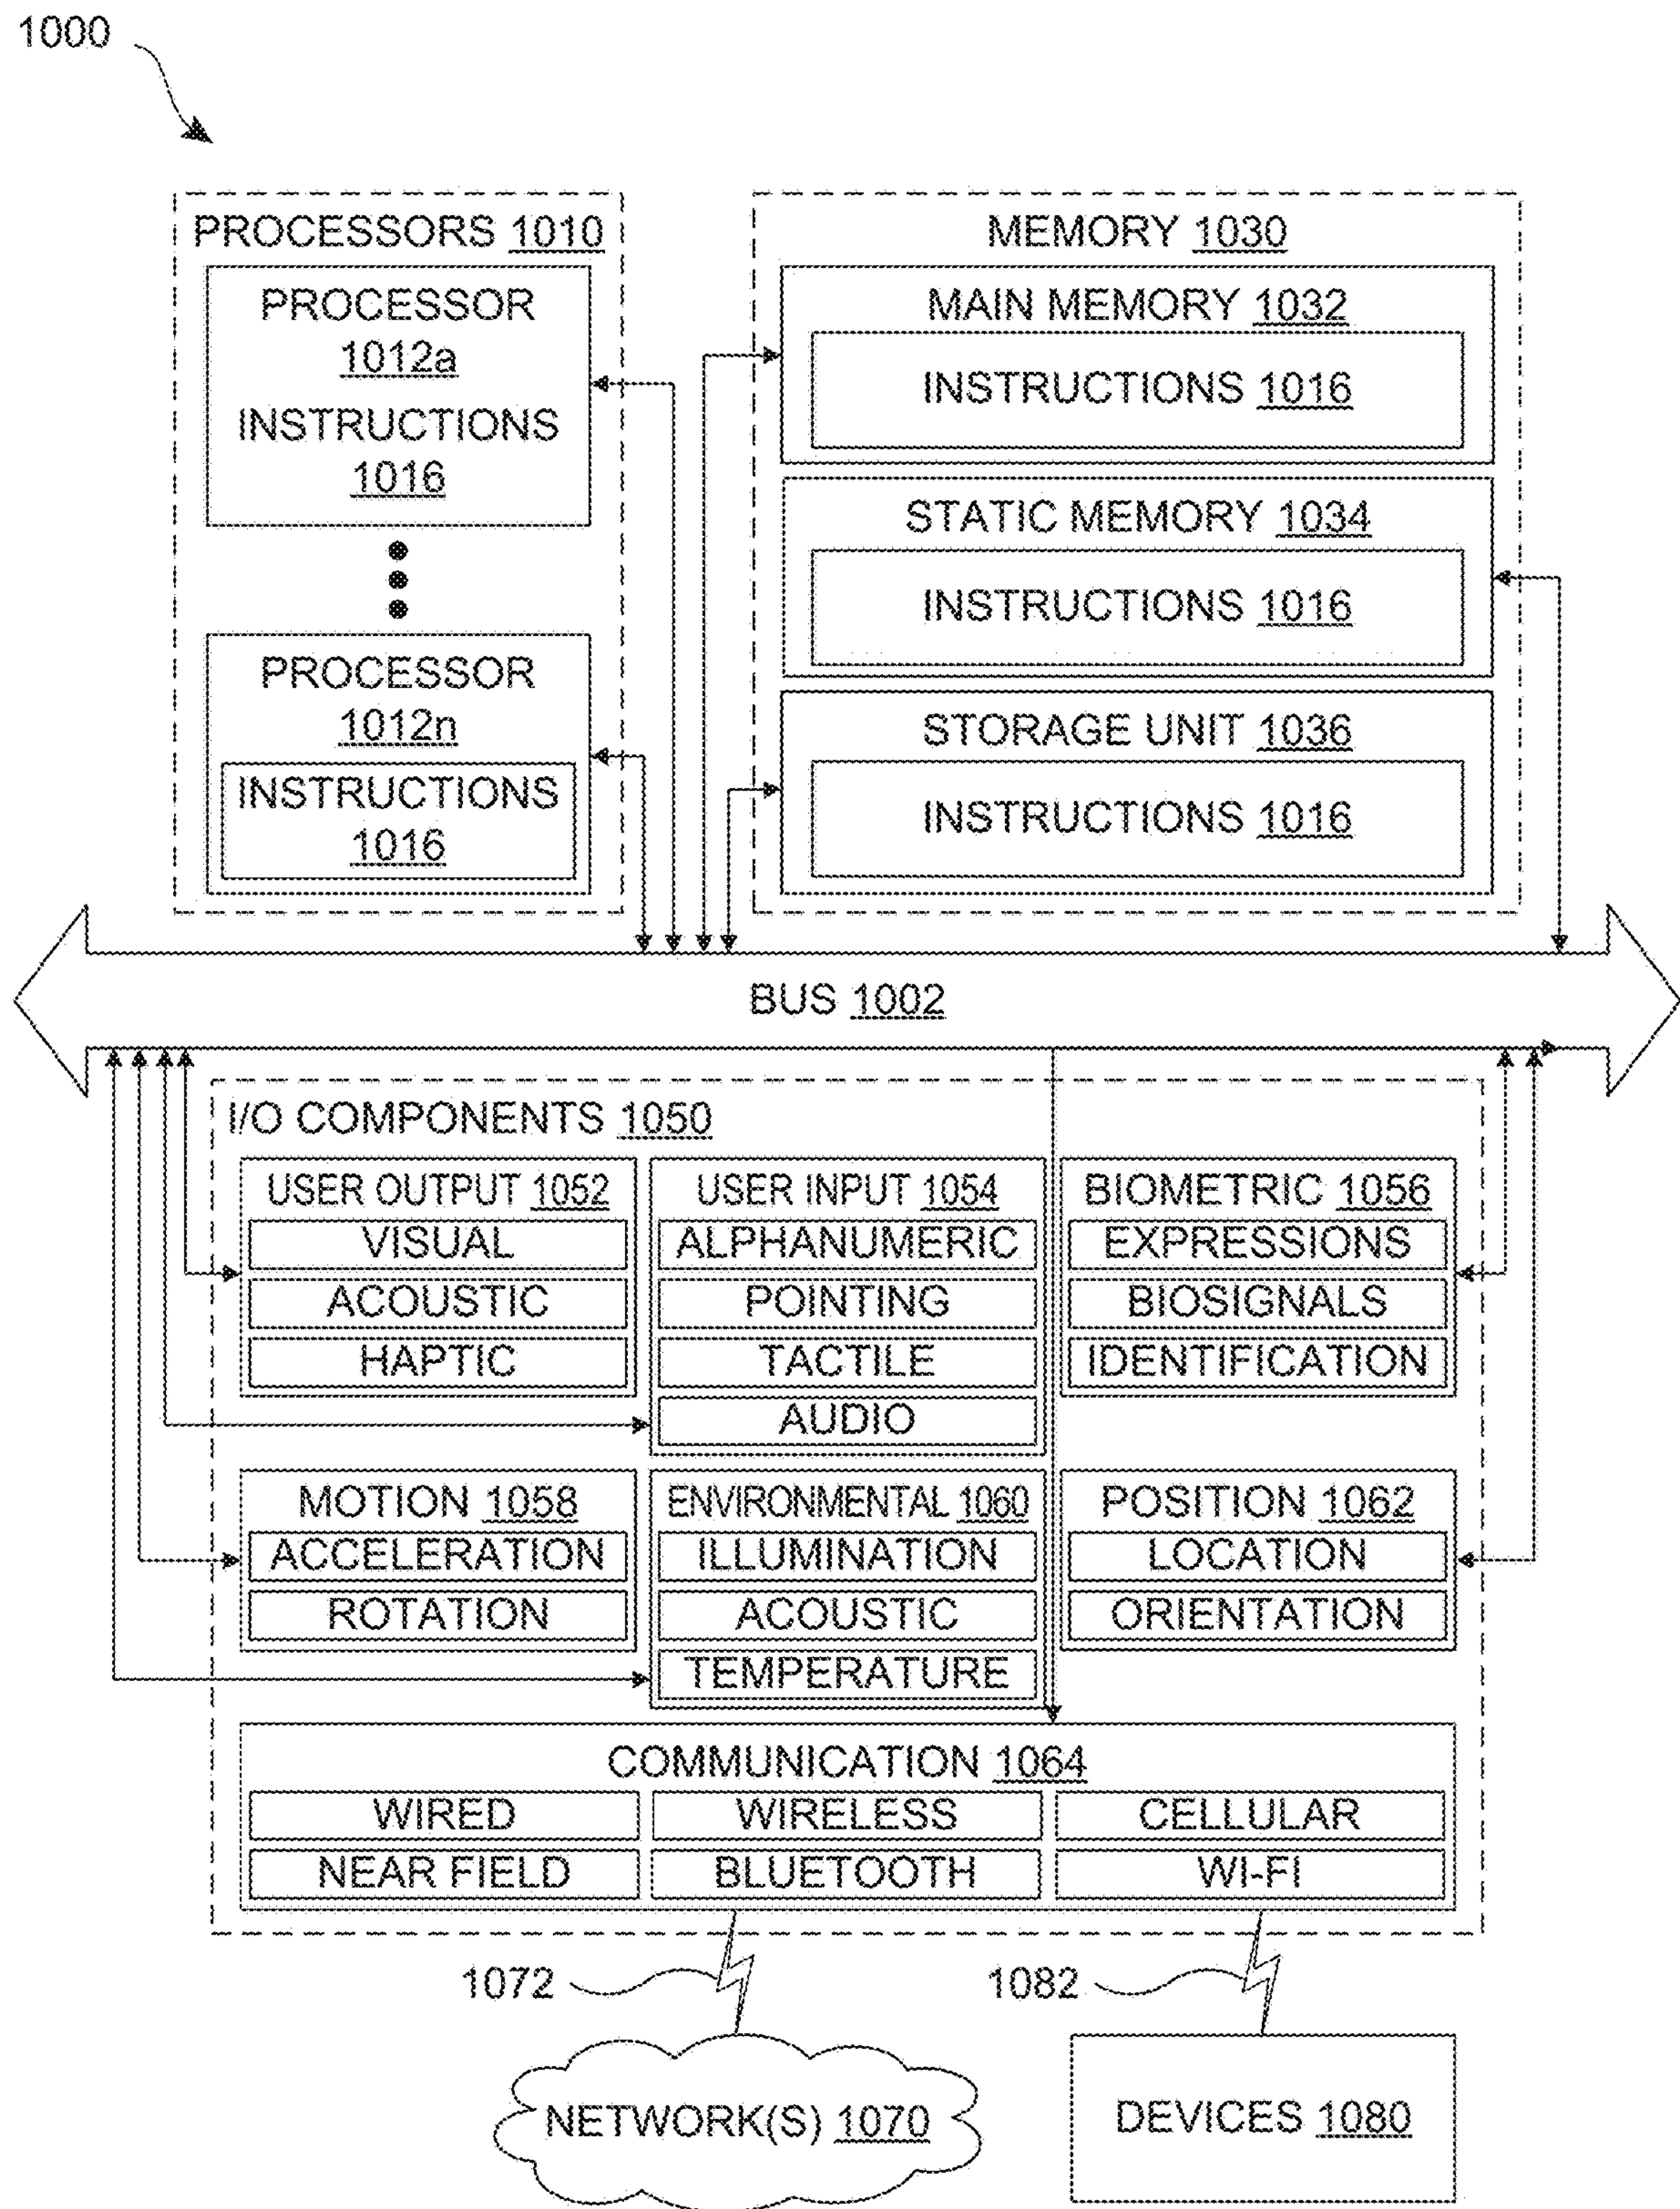 1000
PROCESSORS 1010
PROCESSOR
1012a
INSTRUCTIONS
1016
PROCESSOR
1012n
INSTRUCTIONS
1016
MEMORY 1030
MAIN MEMORY 1032
INSTRUCTIONS 1016
STATIC MEMORY 1034
INSTRUCTIONS 1016
STORAGE UNIT 1036
INSTRUCTIONS 1016
BUS 1002
I/O COMPONENTS 1050
USER OUTPUT 1052
VISUAL
ACOUSTIC
HAPTIC
USER INPUT 1054
ALPHANUMERIC
POINTING
TACTILE
AUDIO
BIOMETRIC 1056
EXPRESSIONS
BIOSIGNALS
IDENTIFICATION
MOTION 1058
ACCELERATION
ROTATION
ENVIRONMENTAL 1060
ILLUMINATION
ACOUSTIC
TEMPERATURE
POSITION 1062
LOCATION
ORIENTATION
COMMUNICATION 1064
WIRED
WIRELESS
CELLULAR
NEAR FIELD
BLUETOOTH
WI-FI
1072
1082
NETWORK(S) 1070
DEVICES 1080